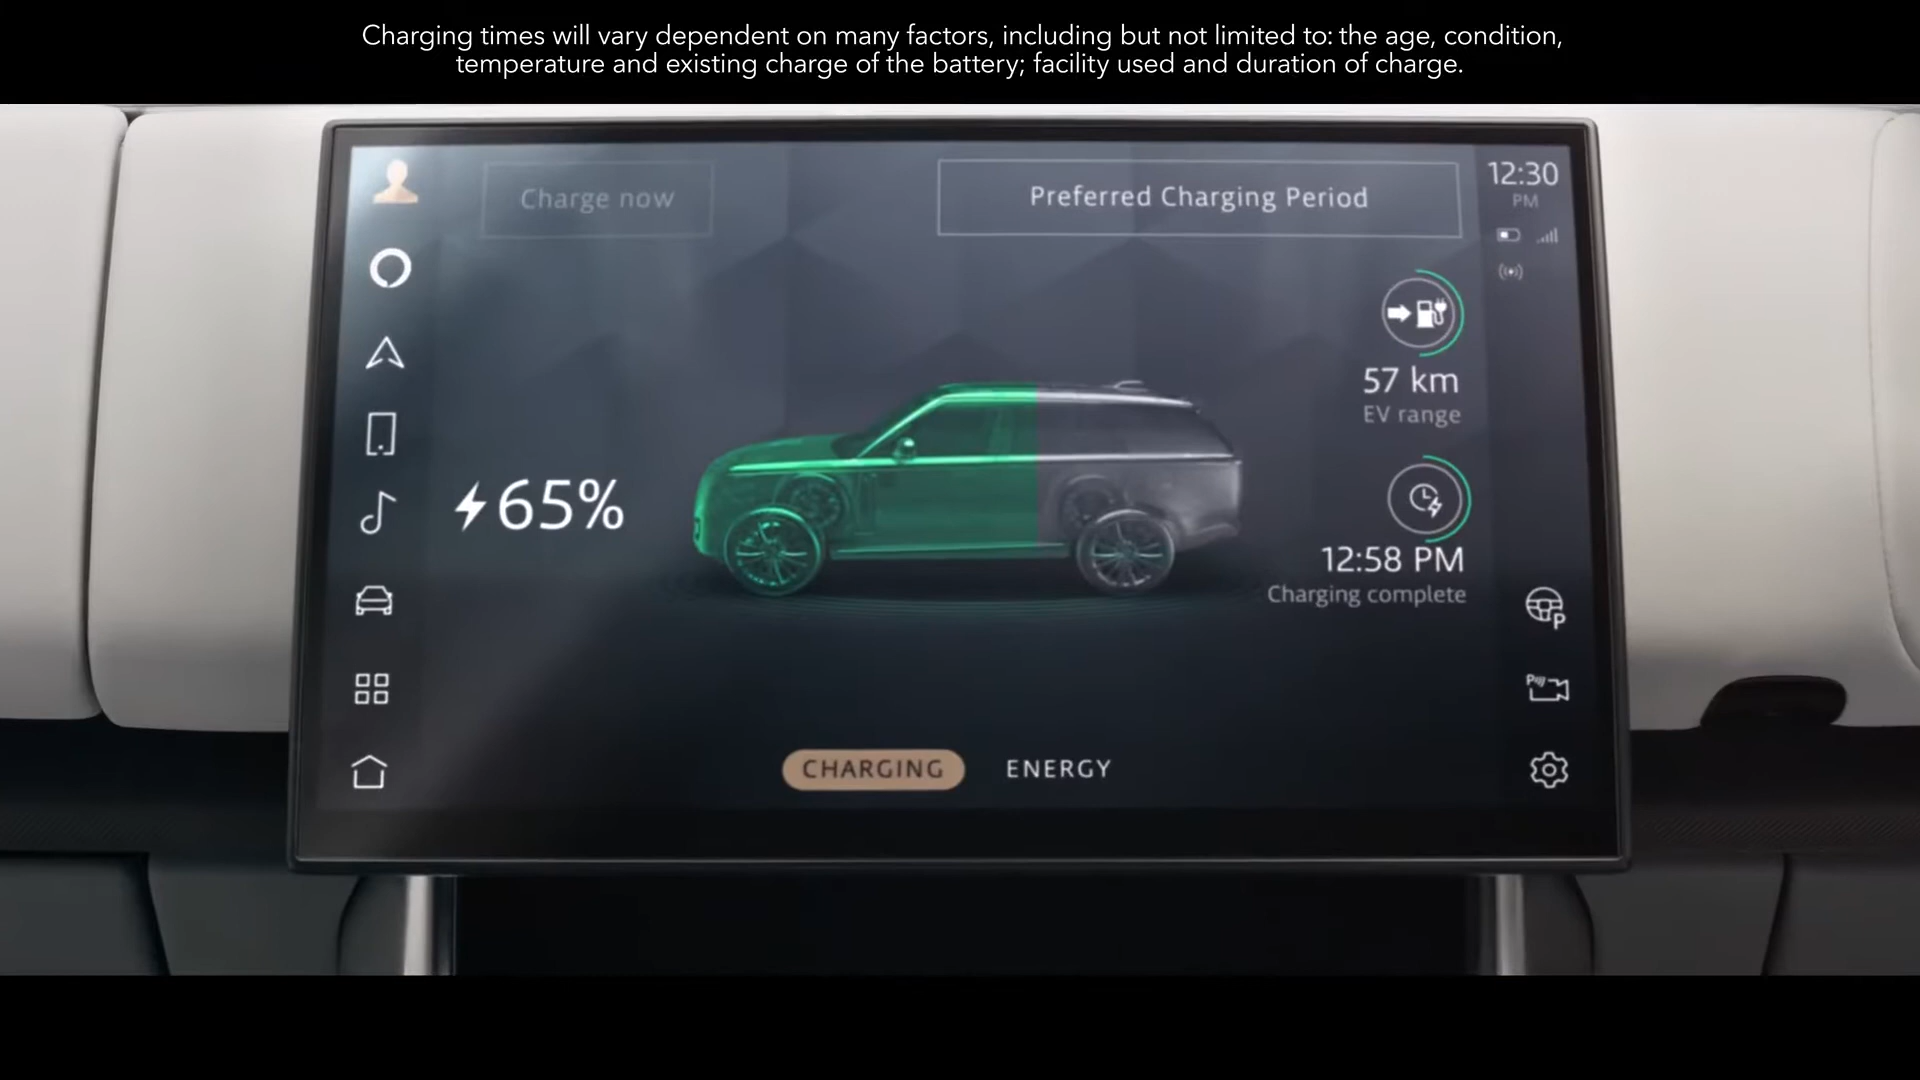 Charging times will vary dependent on many factors, including but not limited to: the age, condition,
temperature and existing charge of the battery; facility used and duration of charge.
Charge now
Preferred Charging Period
12:30
PM
57 km
EV range
65%
12:58 PM
Charging complete
P
P
CHARGING
ENERGY